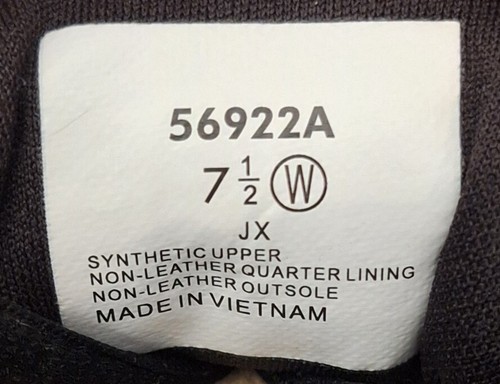 56922A
7 1/2 W
JX
SYNTHETIC UPPER
NON-LEATHER QUARTER LINING
NON-LEATHER OUTSOLE
MADE IN VIETNAM